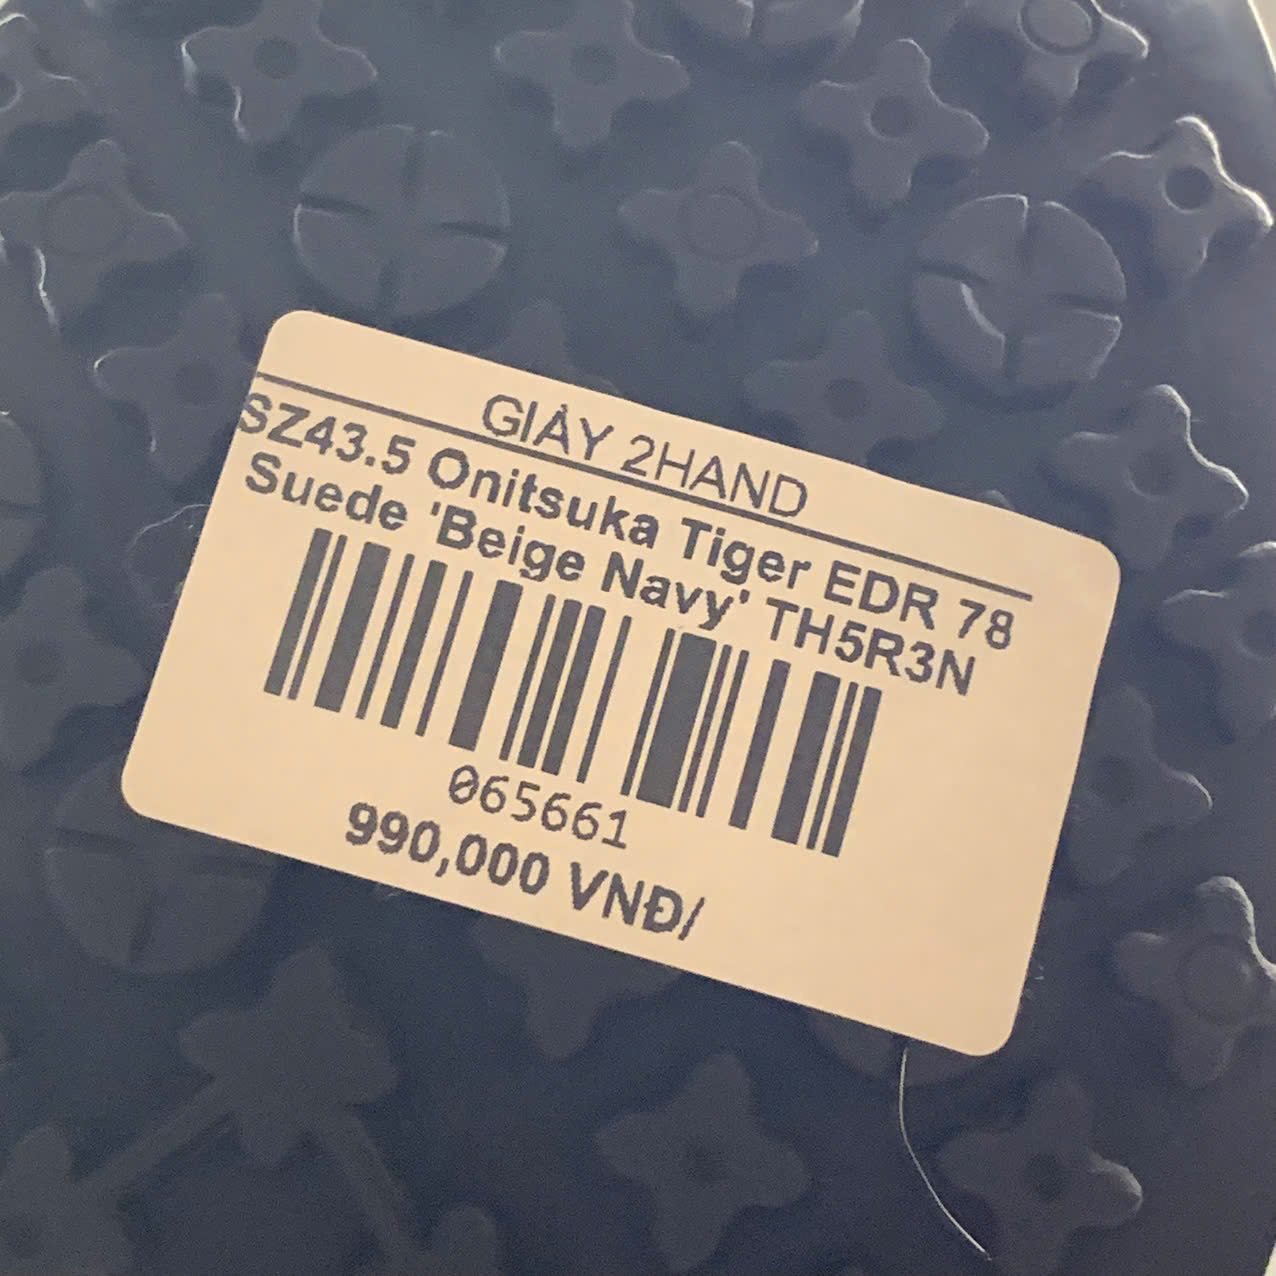 GIÀY 2HAND
SZ43.5 Onitsuka Tiger EDR 78
Suede 'Beige Navy' TH5R3N
065661
990,000 VNĐ/